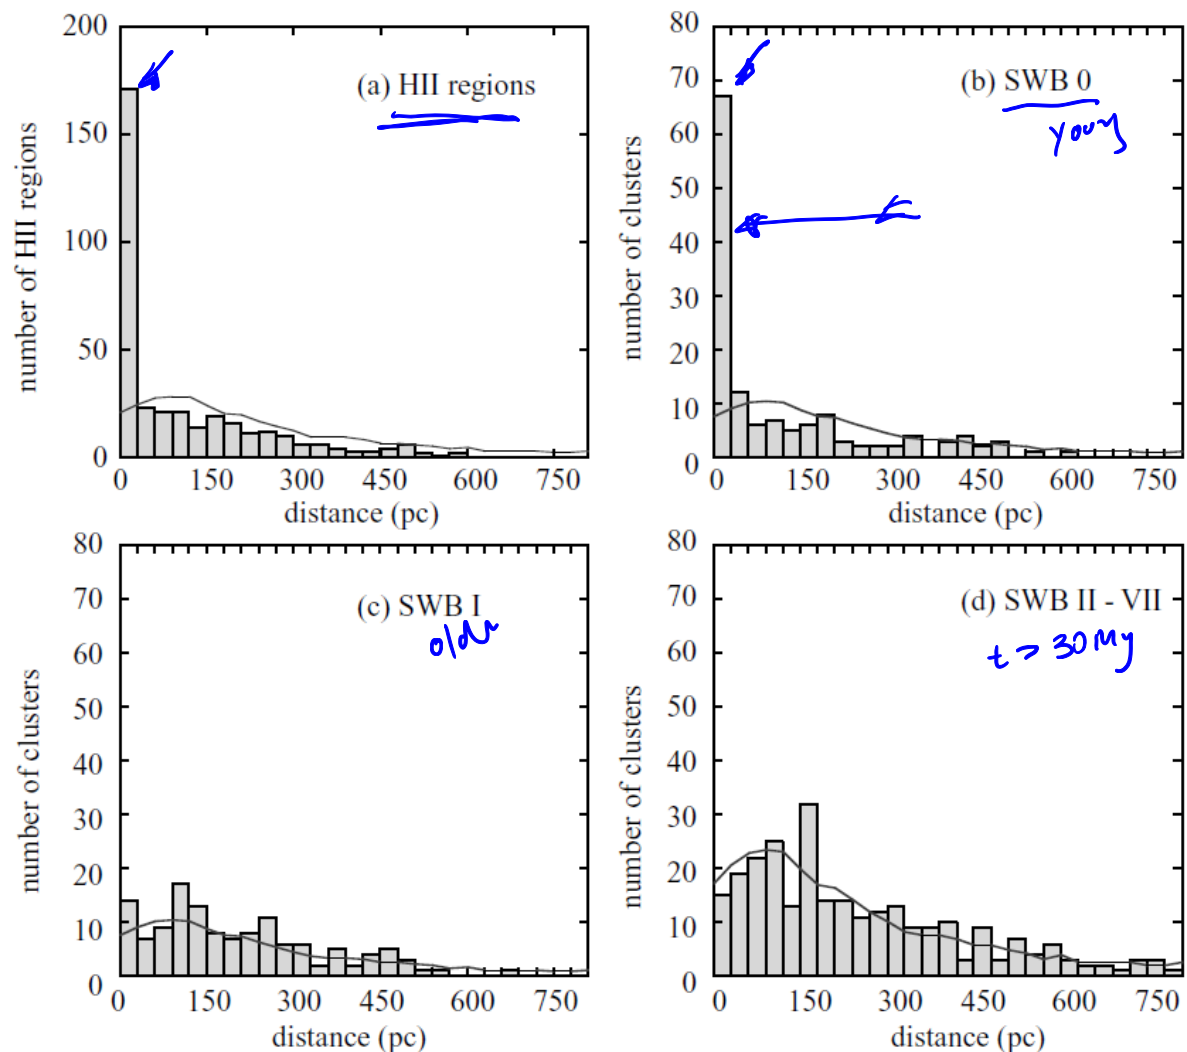 200
150
100
50
0
number of HII regions
(a) HII regions
0 150 300 450 600 750
distance (pc)
80
70
60
50
40
30
20
10
0
number of clusters
(b) SWB 0
young
0 150 300 450 600 750
distance (pc)
80
70
60
50
40
30
20
10
0
number of clusters
(c) SWB I
older
0 150 300 450 600 750
distance (pc)
80
70
60
50
40
30
20
10
0
number of clusters
(d) SWB II - VII
t > 30 My
0 150 300 450 600 750
distance (pc)